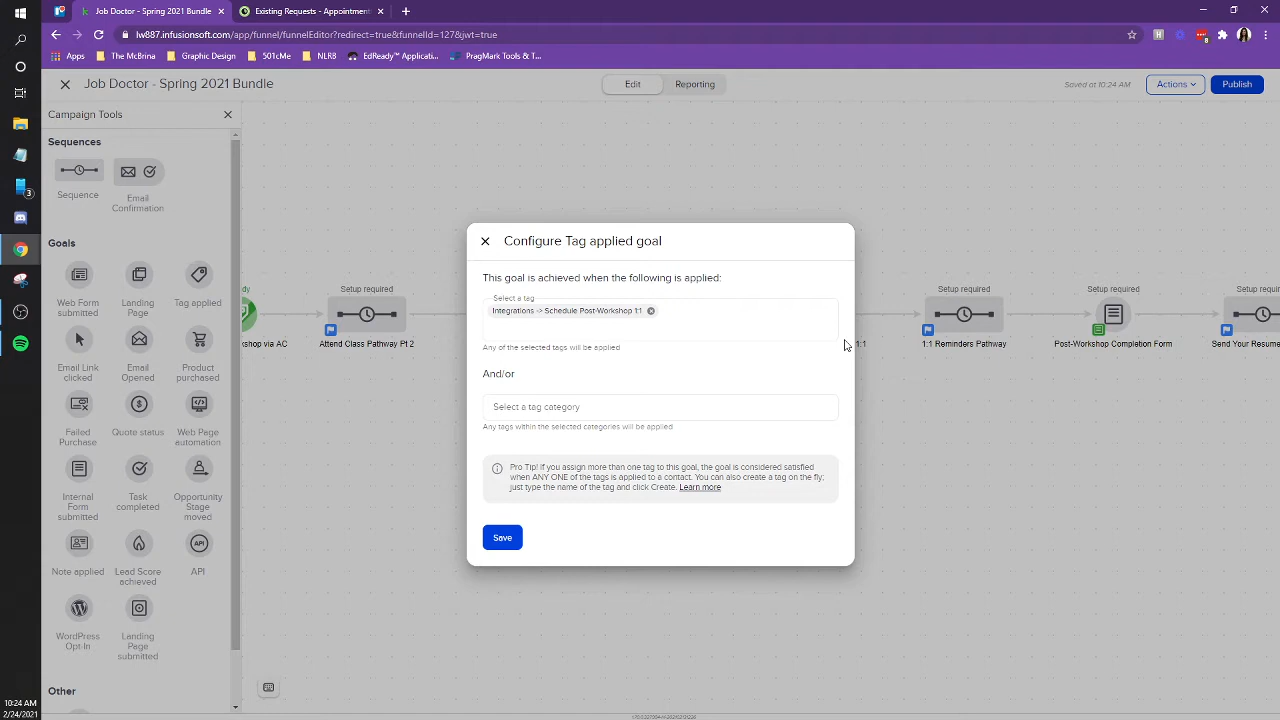 Job Doctor - Spring 2021 Bundle
Existing Requests - Appointment
lw887.infusionsoft.com/app/funnel/funnelEditor?redirect=true&funnelId=127&jwt=true
Apps
The McBrina
Graphic Design
501cMe
NLRB
EdReady™ Applicati...
PragMark Tools & T...
Job Doctor - Spring 2021 Bundle
Edit
Reporting
Saved at 10:24 AM
Actions
Publish
Campaign Tools
Sequences
Sequence
Email
Confirmation
Goals
Web Form
submitted
Landing
Page
Tag applied
Email Link
clicked
Email
Opened
Product
purchased
Failed
Purchase
Quote status
Web Page
automation
Internal
Form
submitted
Task
completed
Opportunity
Stage
moved
Note applied
Lead Score
achieved
API
API
WordPress
Opt-In
Landing
Page
submitted
Other
dy
kshop via AC
Setup required
Attend Class Pathway Pt 2
Configure Tag applied goal
This goal is achieved when the following is applied:
Select a tag
Integrations -> Schedule Post-Workshop 1:1
Any of the selected tags will be applied
And/or
Select a tag category
Any tags within the selected categories will be applied
Pro Tip! If you assign more than one tag to this goal, the goal is considered satisfied
when ANY ONE of the tags is applied to a contact. You can also create a tag on the fly;
just type the name of the tag and click Create. Learn more
Save
1:1
Setup required
1:1 Reminders Pathway
Setup required
Post-Workshop Completion Form
Setup requ
Send Your Resume
3
10:24 AM
2/24/2021